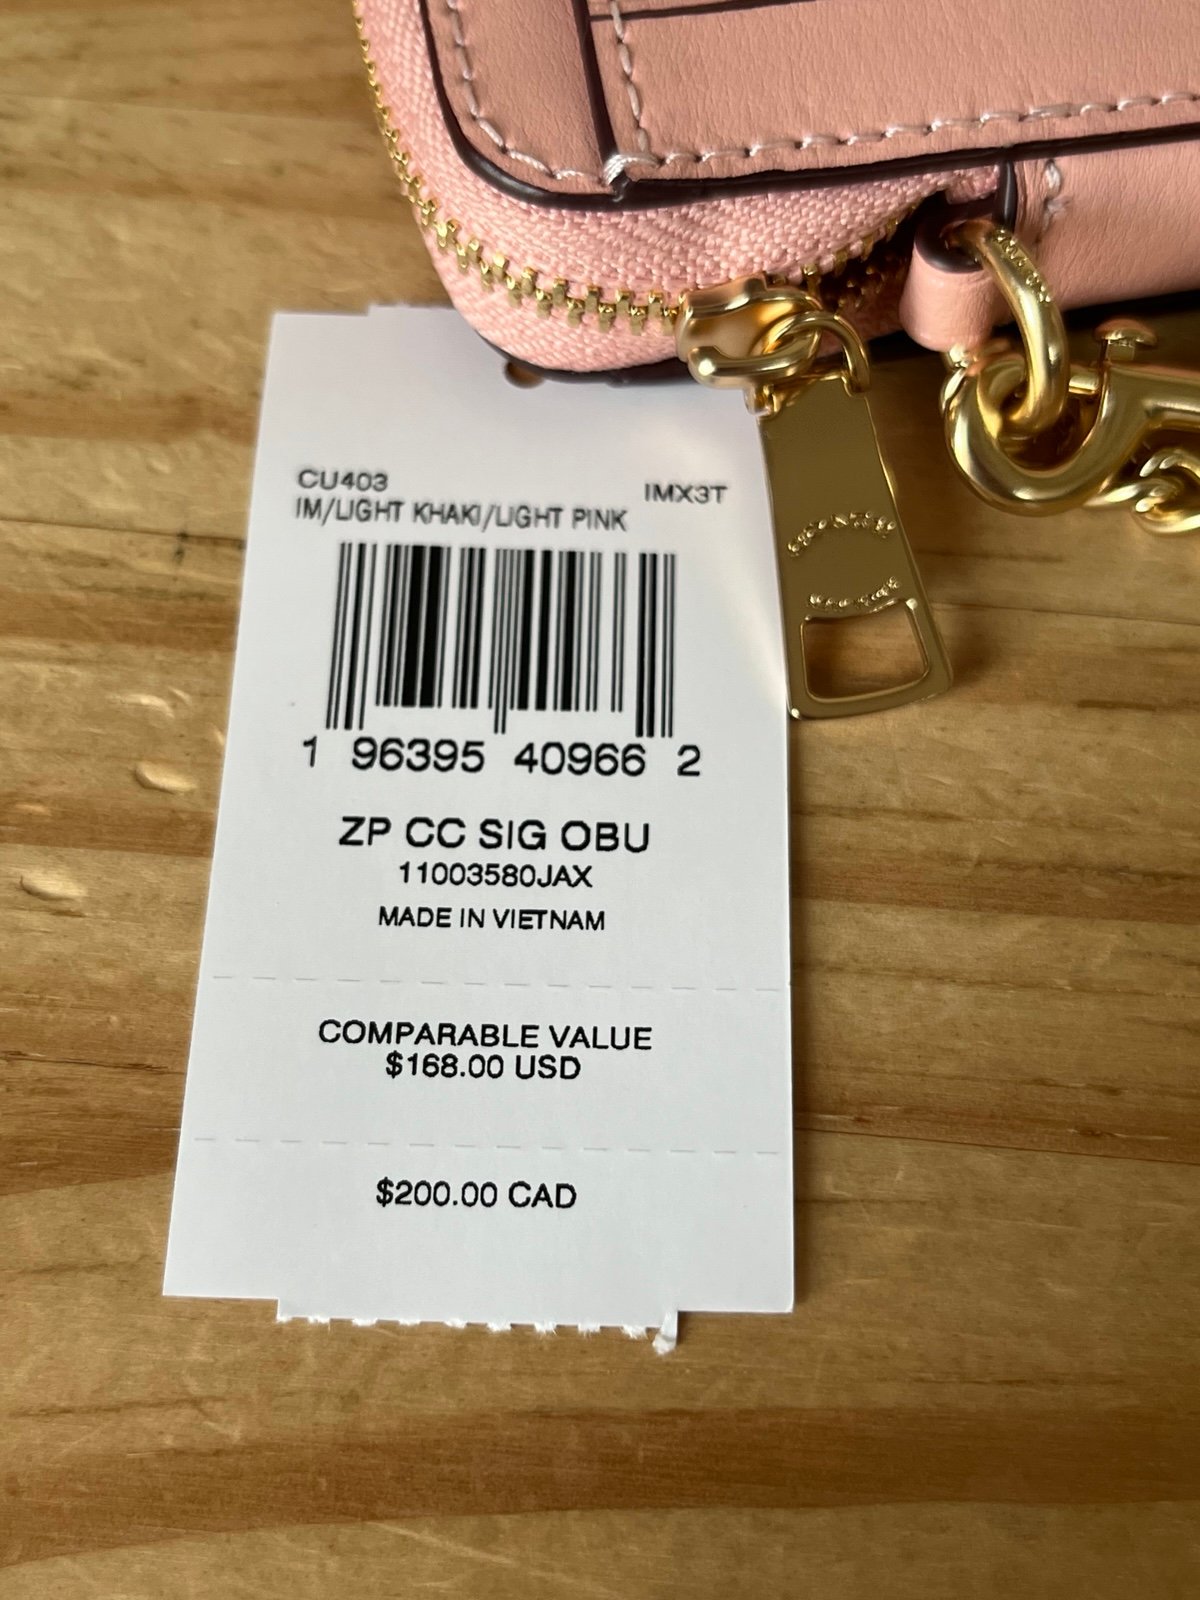 CU403
IMX3T
IM/LIGHT KHAKI/LIGHT PINK
1 96395 40966 2
ZP CC SIG OBU
11003580JAX
MADE IN VIETNAM
COMPARABLE VALUE
$168.00 USD
$200.00 CAD